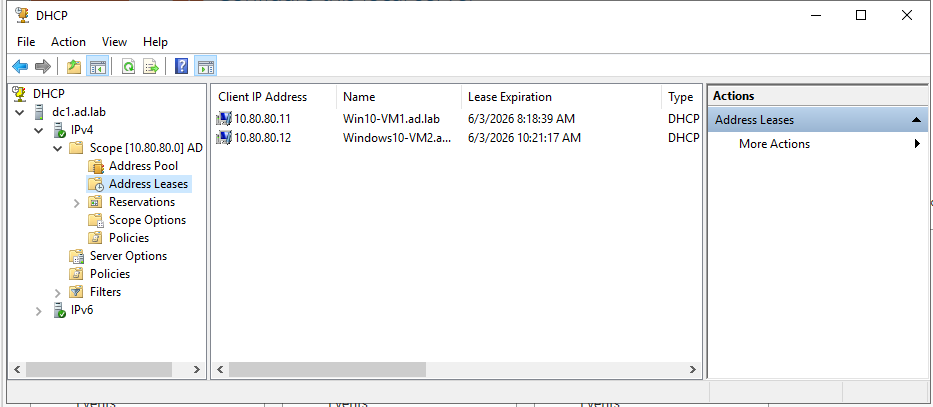 DHCP
File Action View Help
DHCP
dc1.ad.lab
IPv4
Scope [10.80.80.0] AD
Address Pool
Address Leases
Reservations
Scope Options
Policies
Server Options
Policies
Filters
IPv6
Client IP Address Name Lease Expiration Type
10.80.80.11 Win10-VM1.ad.lab 6/3/2026 8:18:39 AM DHCP
10.80.80.12 Windows10-VM2.a... 6/3/2026 10:21:17 AM DHCP
Actions
Address Leases
More Actions